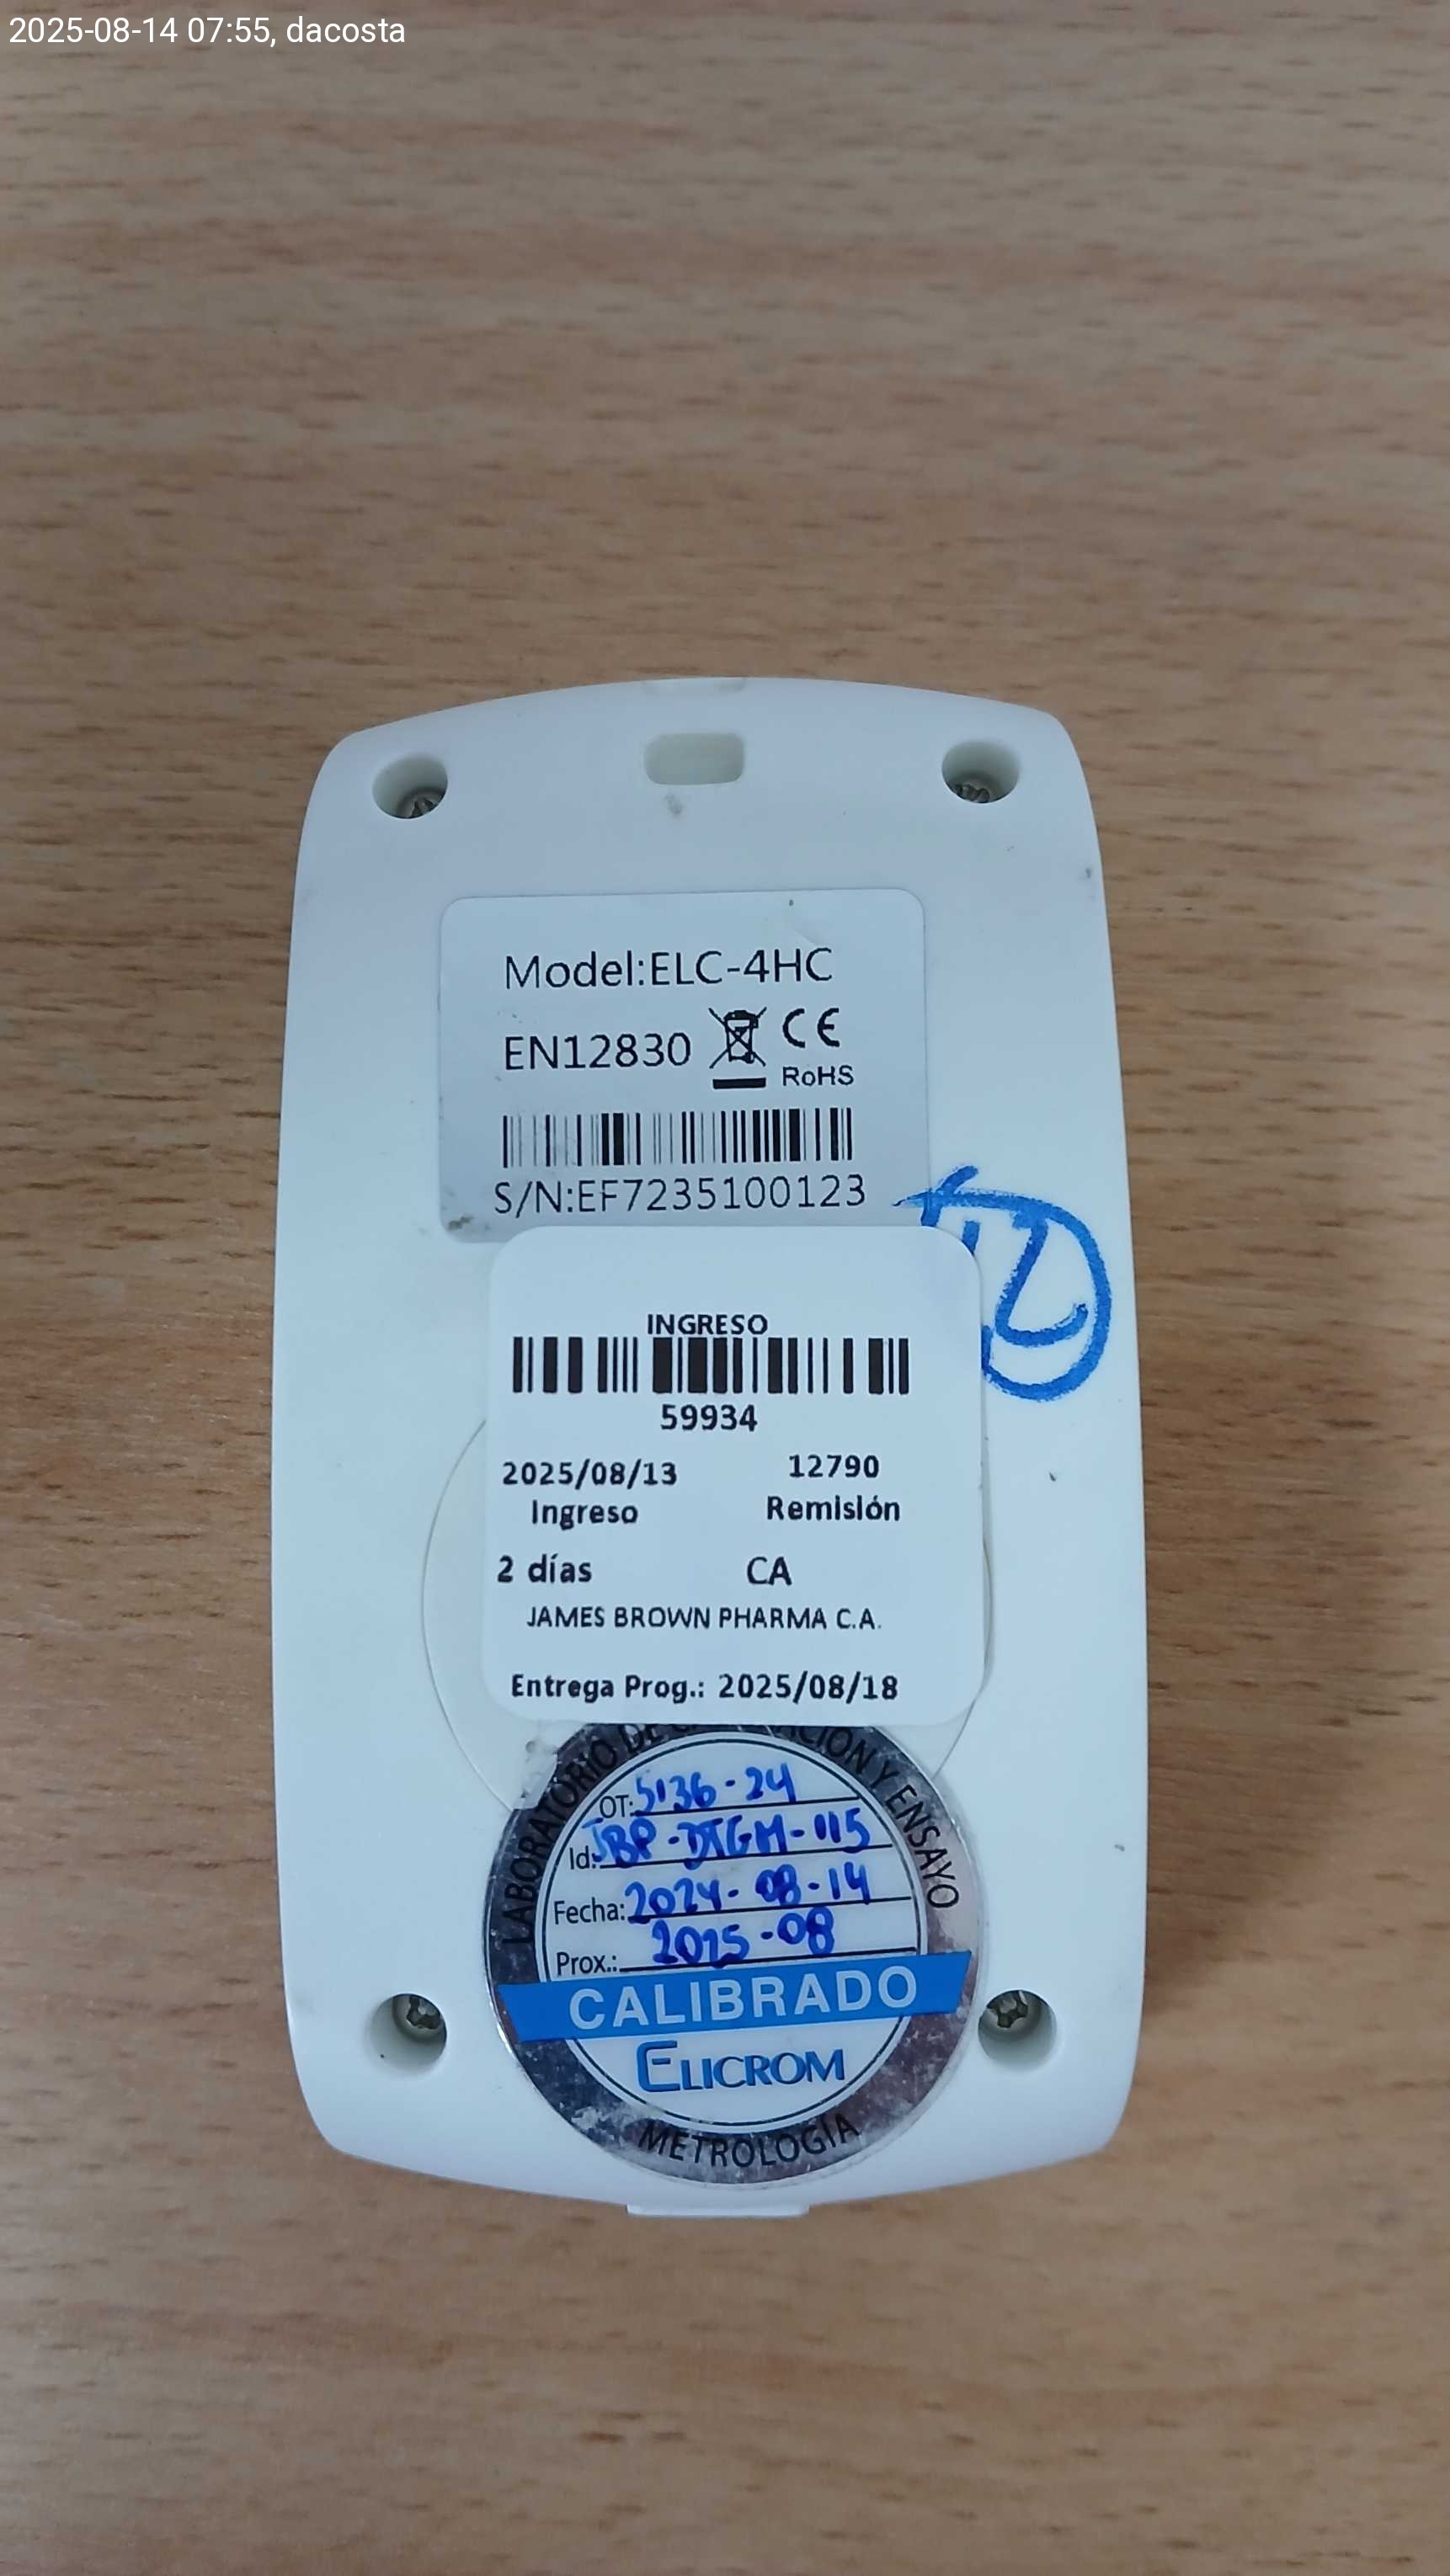 2025-08-14 07:55, dacosta
Model:ELC-4HC
EN12830 CE
RoHS
S/N:EF7235100123
INGRESO
59934
2025/08/13 12790
Ingreso Remisión
2 días CA
JAMES BROWN PHARMA C.A.
Entrega Prog.: 2025/08/18
LABORATORIO DE Y ENSAYO
OT: 5136-24
Id: JBP-DTGM-115
Fecha: 2024-08-14
Prox.: 2025-08
CALIBRADO
ELICROM
METROLOGÍA